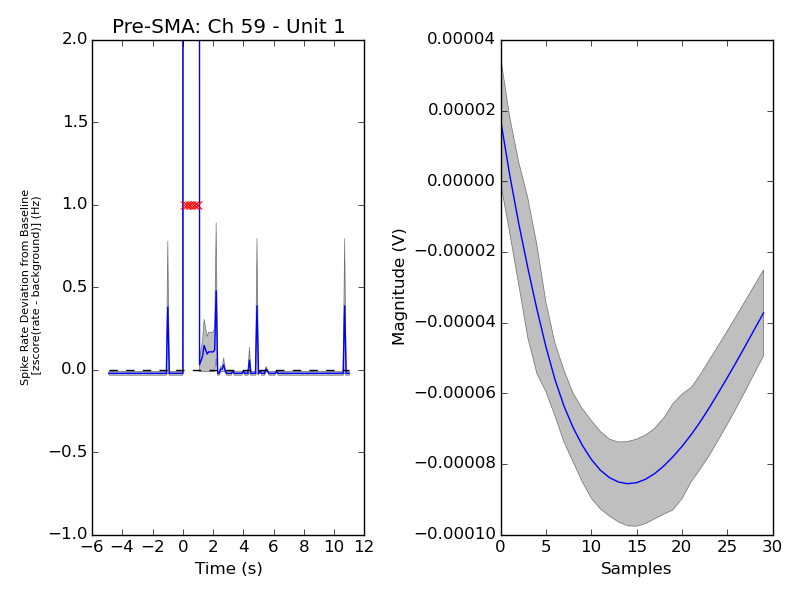 Pre-SMA: Ch 59 - Unit 1
Spike Rate Deviation from Baseline
[zscore(rate - background)] (Hz)
2.0
1.5
1.0
0.5
0.0
−0.5
−1.0
−6 −4 −2 0 2 4 6 8 10 12
Time (s)
Magnitude (V)
0.00004
0.00002
0.00000
−0.00002
−0.00004
−0.00006
−0.00008
−0.00010
0 5 10 15 20 25 30
Samples